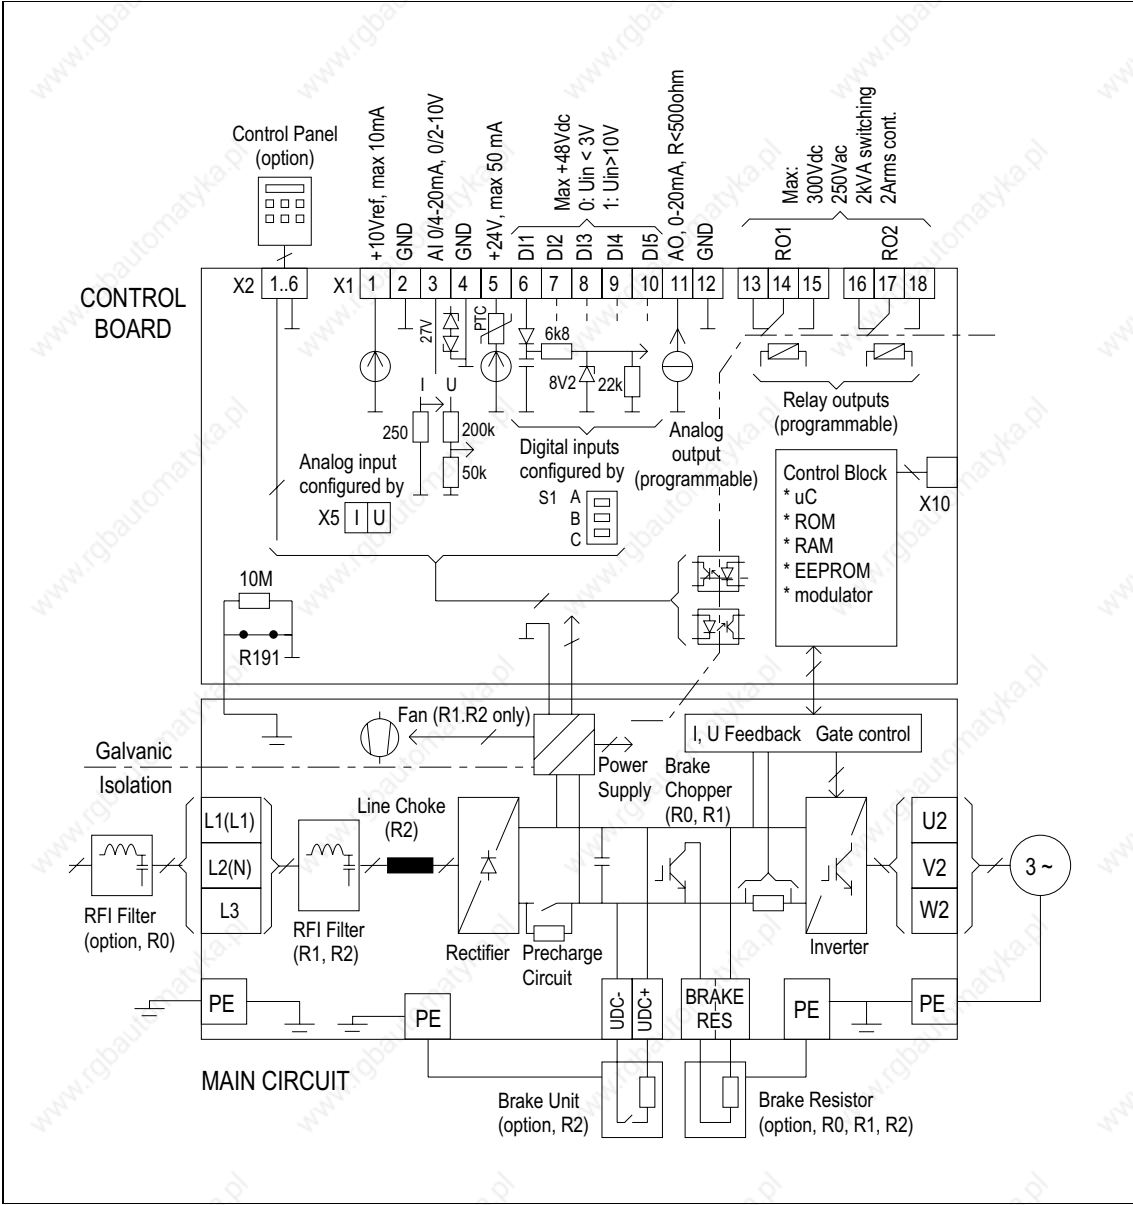 Control Panel
(option)
+10Vref, max 10mA
GND
AI 0/4-20mA, 0/2-10V
GND
+24V, max 50 mA
DI1
DI2
DI3
DI4
DI5
Max +48Vdc
0: Uin < 3V
1: Uin>10V
AO, 0-20mA, R<500ohm
GND
Max:
300Vdc
250Vac
2kVA switching
2Arms cont.
RO1
RO2
X2
1..6
X1
1
2
3
4
5
6
7
8
9
10
11
12
13
14
15
16
17
18
CONTROL
BOARD
27V
PTC
6k8
8V2
22k
I
U
250
200k
50k
Analog input
configured by
X5
I
U
Digital inputs
configured by
S1
A
B
C
Analog
output
(programmable)
Relay outputs
(programmable)
Control Block
* uC
* ROM
* RAM
* EEPROM
* modulator
X10
10M
R191
Fan (R1.R2 only)
Galvanic
Isolation
Power
Supply
I, U Feedback
Gate control
Brake
Chopper
(R0, R1)
Line Choke
(R2)
L1(L1)
L2(N)
L3
RFI Filter
(option, R0)
RFI Filter
(R1, R2)
Rectifier
Precharge
Circuit
Inverter
U2
V2
W2
3 ~
PE
PE
UDC-
UDC+
BRAKE
RES
PE
PE
MAIN CIRCUIT
Brake Unit
(option, R2)
Brake Resistor
(option, R0, R1, R2)
www.rgbautomatyka.pl